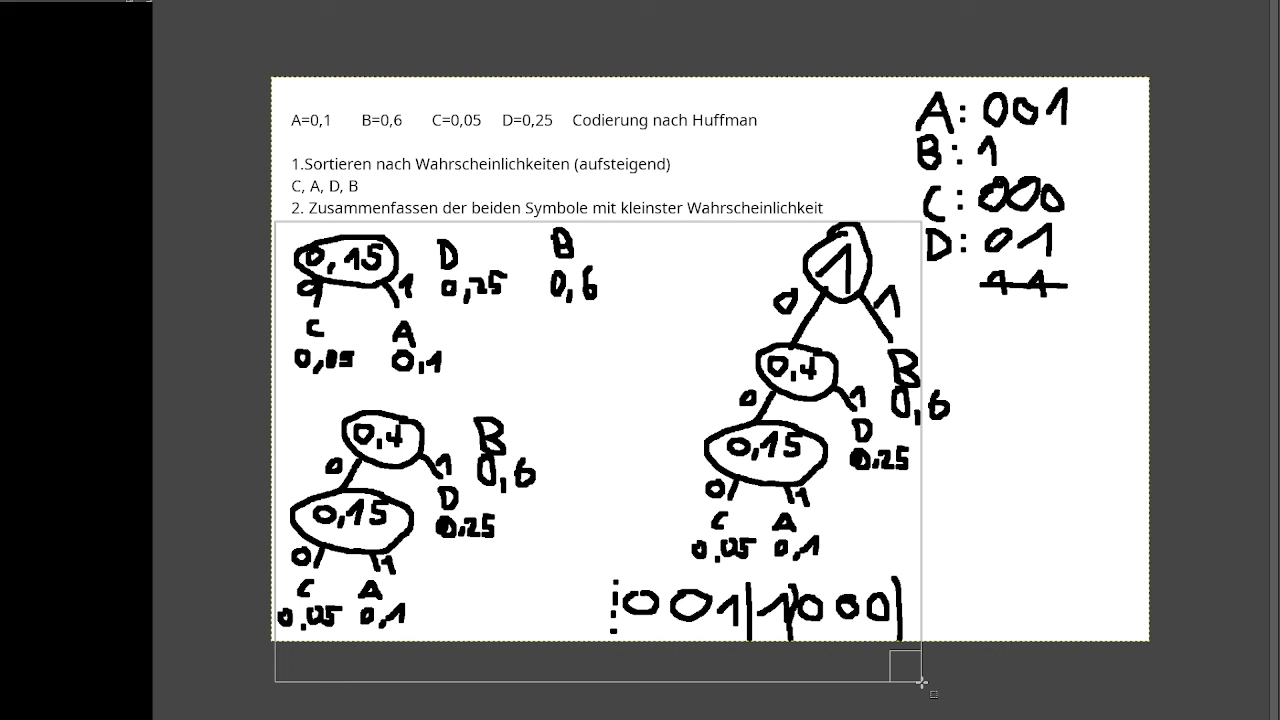 A=0,1 B=0,6 C=0,05 D=0,25 Codierung nach Huffman
1.Sortieren nach Wahrscheinlichkeiten (aufsteigend)
C, A, D, B
2. Zusammenfassen der beiden Symbole mit kleinster Wahrscheinlichkeit
A: 001
B: 1
C: 000
D: 01
11
0,15 D B
0 1 0,25 0,6
C A
0,05 0,1
0,4 B
0 1 0,6
0,15 D
0,25
0 1
C A
0,05 0,1
1
0 1
0,4 B
0 1 0,6
0,15 D
0,25
0 1
C A
0,05 0,1
001|1|000|